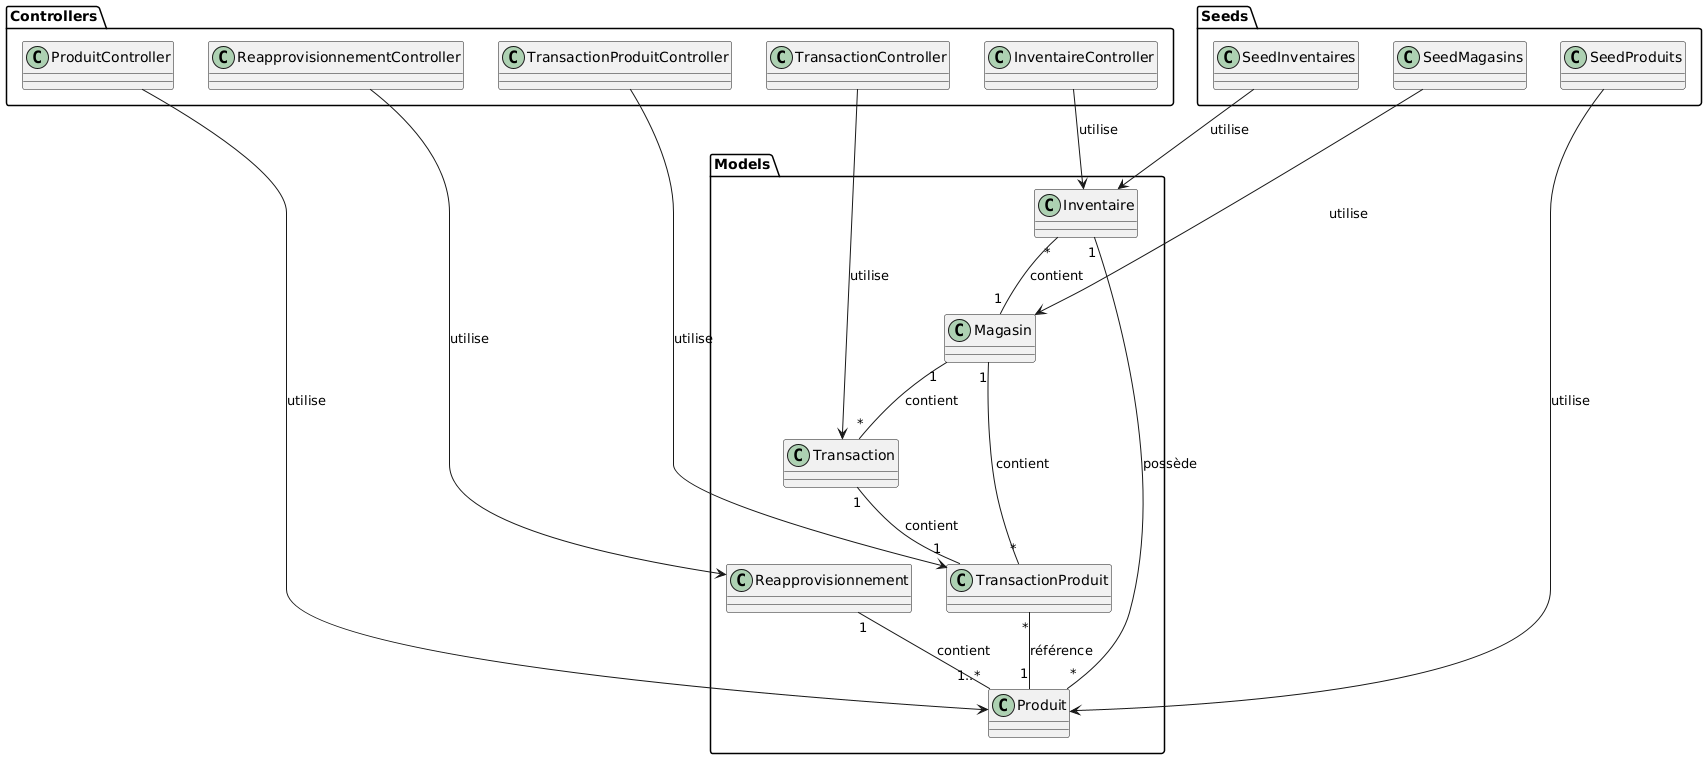 Controllers
Seeds
C ProduitController
C ReapprovisionnementController
C TransactionProduitController
C TransactionController
C InventaireController
C SeedInventaires
C SeedMagasins
C SeedProduits
utilise
utilise
Models
C Inventaire
utilise
* 1
utilise
contient
1
C Magasin
utilise
utilise
1 1
utilise
contient
utilise
*
C Transaction
contient
possède
1
contient
1 *
C Reapprovisionnement
C TransactionProduit
1 *
contient
référence
1..* 1 *
C Produit